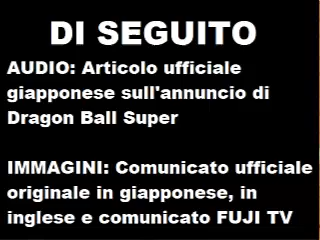 DI SEGUITO
AUDIO: Articolo ufficiale
giapponese sull'annuncio di
Dragon Ball Super
IMMAGINI: Comunicato ufficiale
originale in giapponese, in
inglese e comunicato FUJI TV